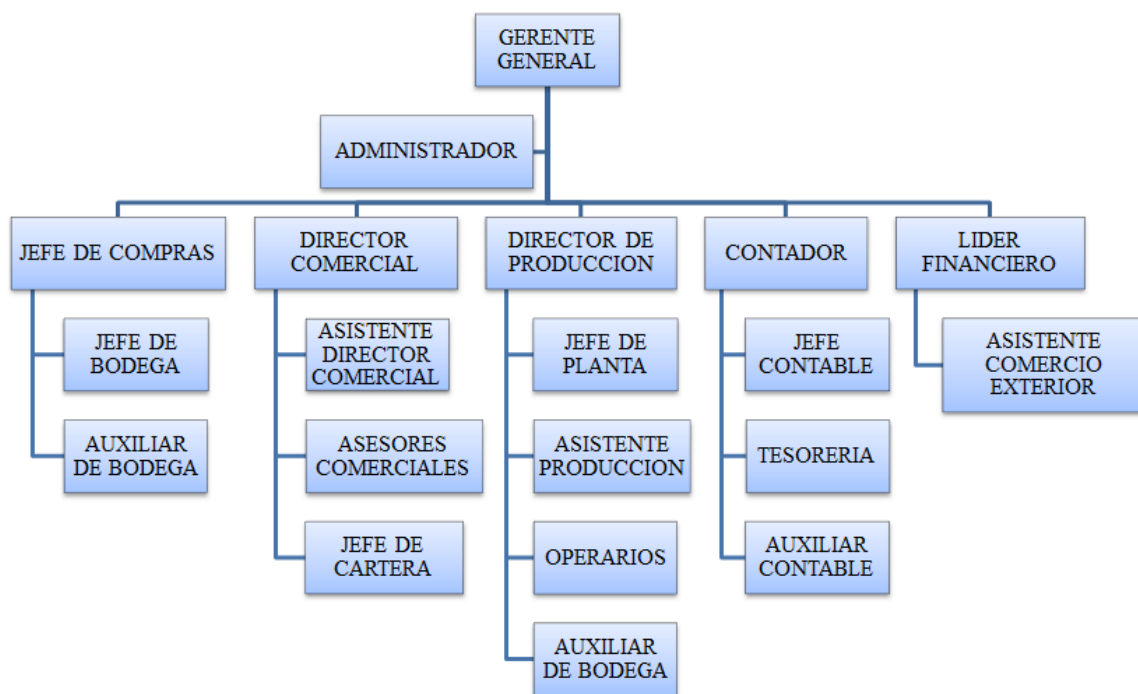 GERENTE
GENERAL
ADMINISTRADOR
JEFE DE COMPRAS
DIRECTOR
COMERCIAL
DIRECTOR DE
PRODUCCION
CONTADOR
LIDER
FINANCIERO
JEFE DE
BODEGA
AUXILIAR
DE BODEGA
ASISTENTE
DIRECTOR
COMERCIAL
ASESORES
COMERCIALES
JEFE DE
CARTERA
JEFE DE
PLANTA
ASISTENTE
PRODUCCION
OPERARIOS
AUXILIAR
DE BODEGA
JEFE
CONTABLE
TESORERIA
AUXILIAR
CONTABLE
ASISTENTE
COMERCIO
EXTERIOR